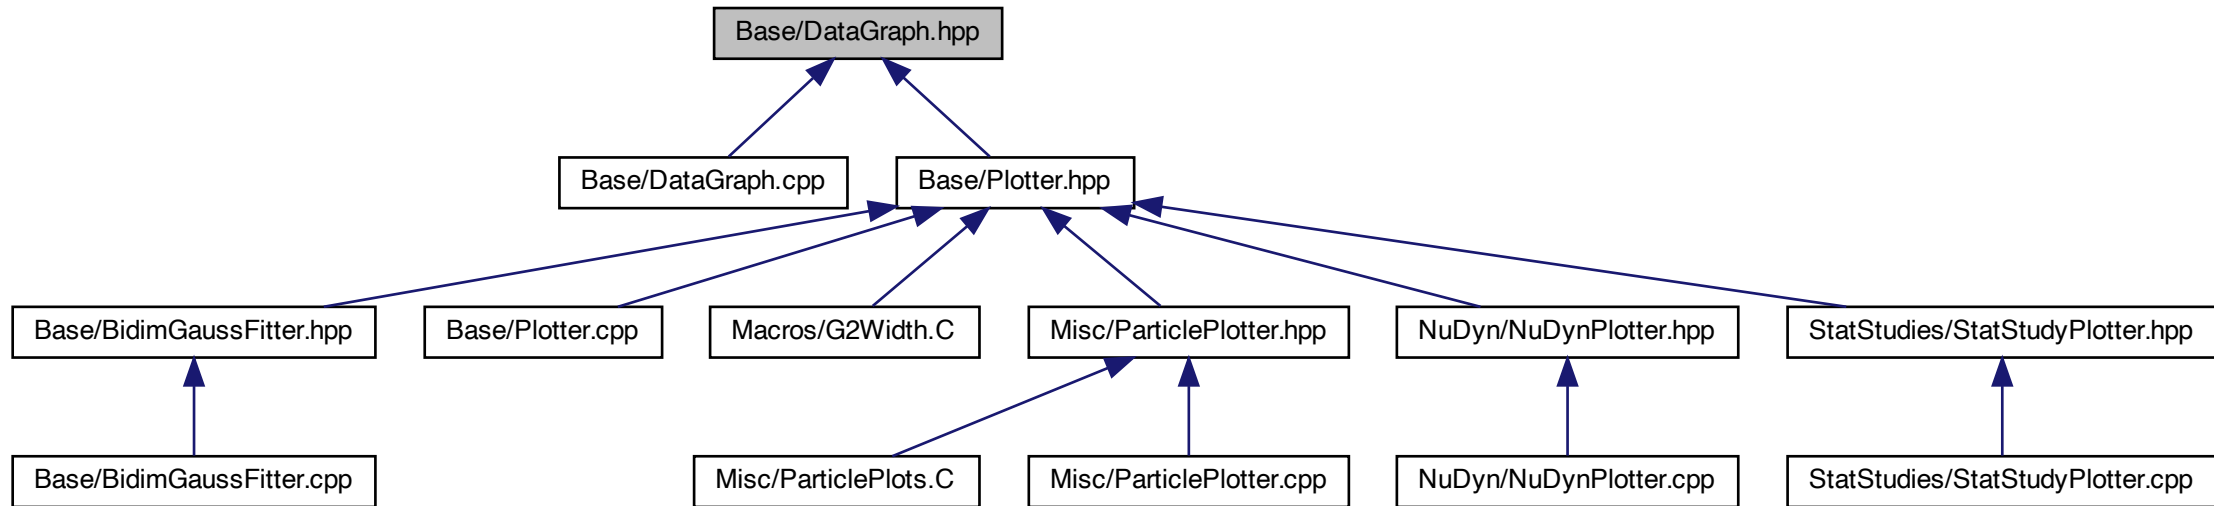 Base/DataGraph.hpp
Base/DataGraph.cpp
Base/Plotter.hpp
Base/BidimGaussFitter.hpp
Base/Plotter.cpp
Macros/G2Width.C
Misc/ParticlePlotter.hpp
NuDyn/NuDynPlotter.hpp
StatStudies/StatStudyPlotter.hpp
Base/BidimGaussFitter.cpp
Misc/ParticlePlots.C
Misc/ParticlePlotter.cpp
NuDyn/NuDynPlotter.cpp
StatStudies/StatStudyPlotter.cpp